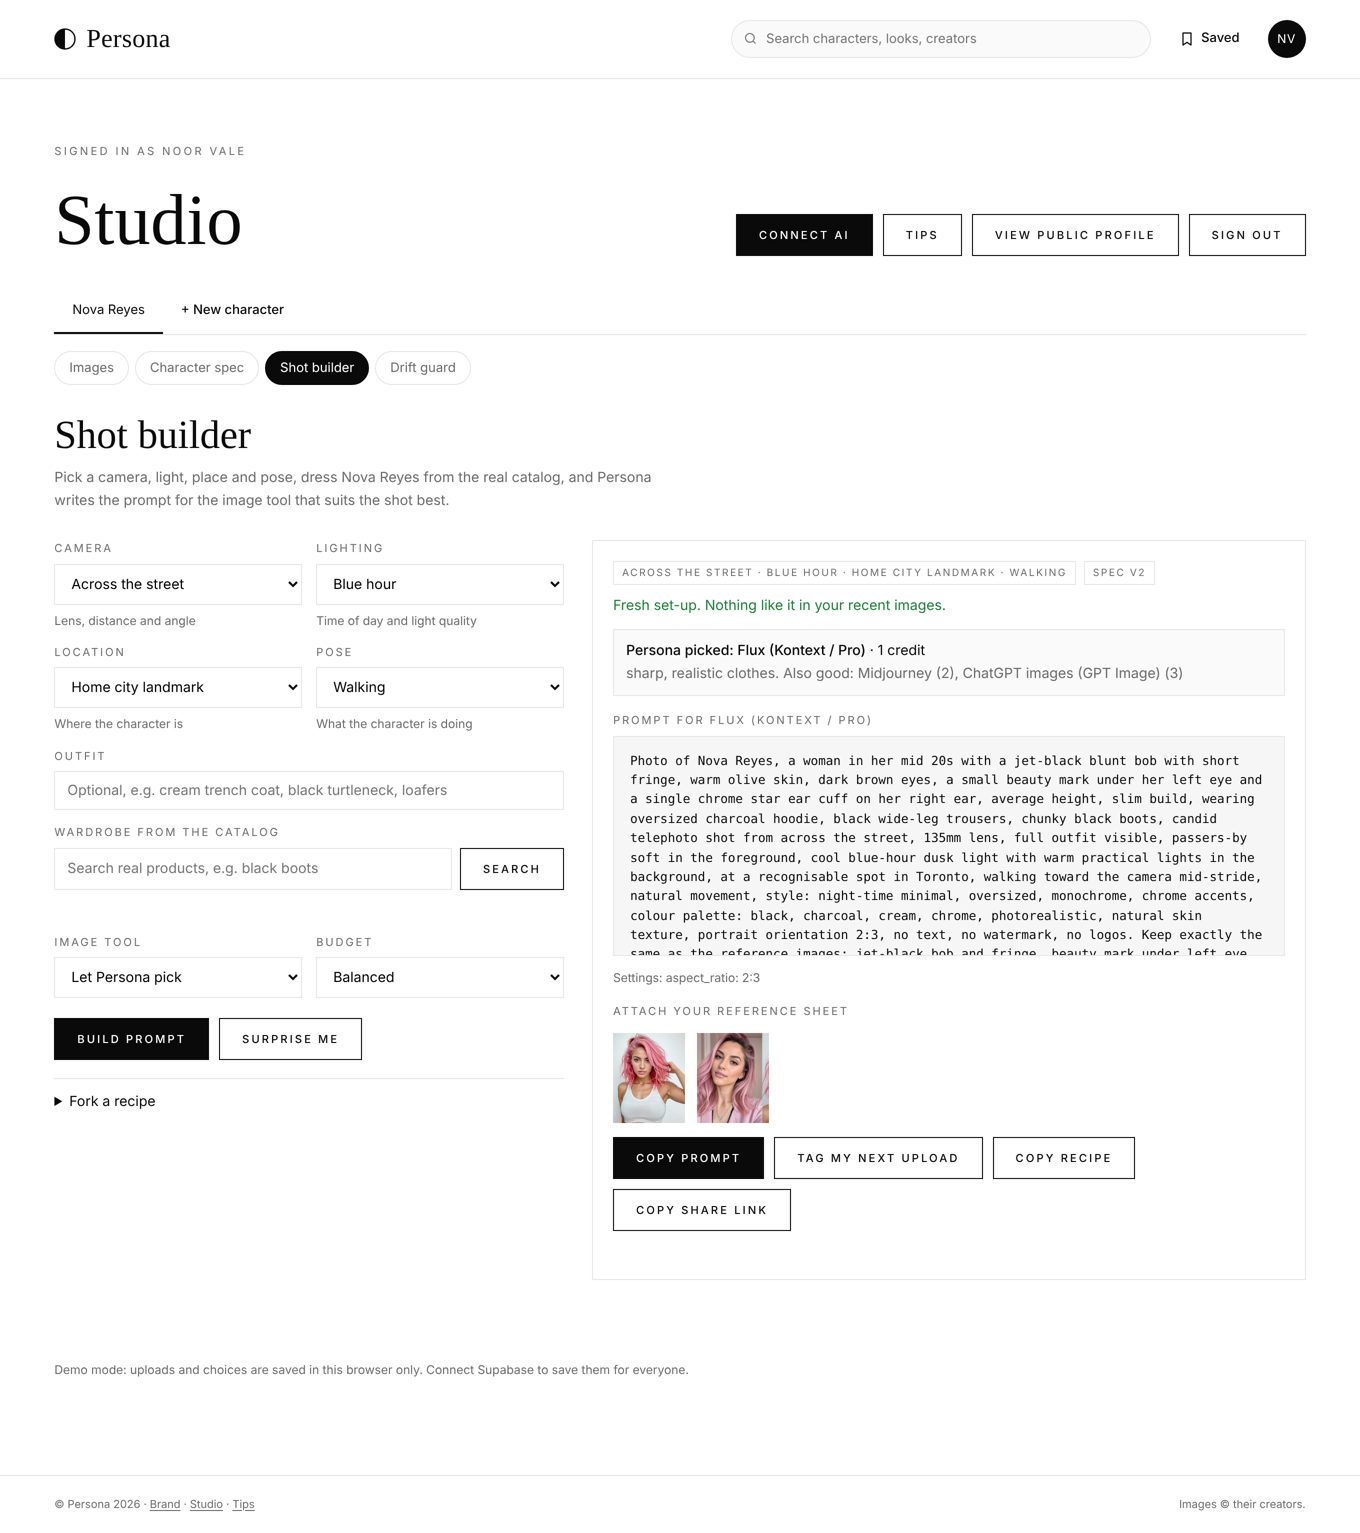 Persona
Search characters, looks, creators
Saved
NV
SIGNED IN AS NOOR VALE
Studio
CONNECT AI
TIPS
VIEW PUBLIC PROFILE
SIGN OUT
Nova Reyes
+ New character
Images
Character spec
Shot builder
Drift guard
Shot builder
Pick a camera, light, place and pose, dress Nova Reyes from the real catalog, and Persona
writes the prompt for the image tool that suits the shot best.
CAMERA
LIGHTING
Across the street
Blue hour
Lens, distance and angle
Time of day and light quality
LOCATION
POSE
Home city landmark
Walking
Where the character is
What the character is doing
OUTFIT
Optional, e.g. cream trench coat, black turtleneck, loafers
WARDROBE FROM THE CATALOG
Search real products, e.g. black boots
SEARCH
IMAGE TOOL
BUDGET
Let Persona pick
Balanced
BUILD PROMPT
SURPRISE ME
Fork a recipe
ACROSS THE STREET · BLUE HOUR · HOME CITY LANDMARK · WALKING
SPEC V2
Fresh set-up. Nothing like it in your recent images.
Persona picked: Flux (Kontext / Pro) · 1 credit
sharp, realistic clothes. Also good: Midjourney (2), ChatGPT images (GPT Image) (3)
PROMPT FOR FLUX (KONTEXT / PRO)
Photo of Nova Reyes, a woman in her mid 20s with a jet-black blunt bob with short
fringe, warm olive skin, dark brown eyes, a small beauty mark under her left eye and
a single chrome star ear cuff on her right ear, average height, slim build, wearing
oversized charcoal hoodie, black wide-leg trousers, chunky black boots, candid
telephoto shot from across the street, 135mm lens, full outfit visible, passers-by
soft in the foreground, cool blue-hour dusk light with warm practical lights in the
background, at a recognisable spot in Toronto, walking toward the camera mid-stride,
natural movement, style: night-time minimal, oversized, monochrome, chrome accents,
colour palette: black, charcoal, cream, chrome, photorealistic, natural skin
texture, portrait orientation 2:3, no text, no watermark, no logos. Keep exactly the
same as the reference images: jet-black bob and fringe, beauty mark under left eye,
Settings: aspect_ratio: 2:3
ATTACH YOUR REFERENCE SHEET
COPY PROMPT
TAG MY NEXT UPLOAD
COPY RECIPE
COPY SHARE LINK
Demo mode: uploads and choices are saved in this browser only. Connect Supabase to save them for everyone.
© Persona 2026 · Brand · Studio · Tips
Images © their creators.